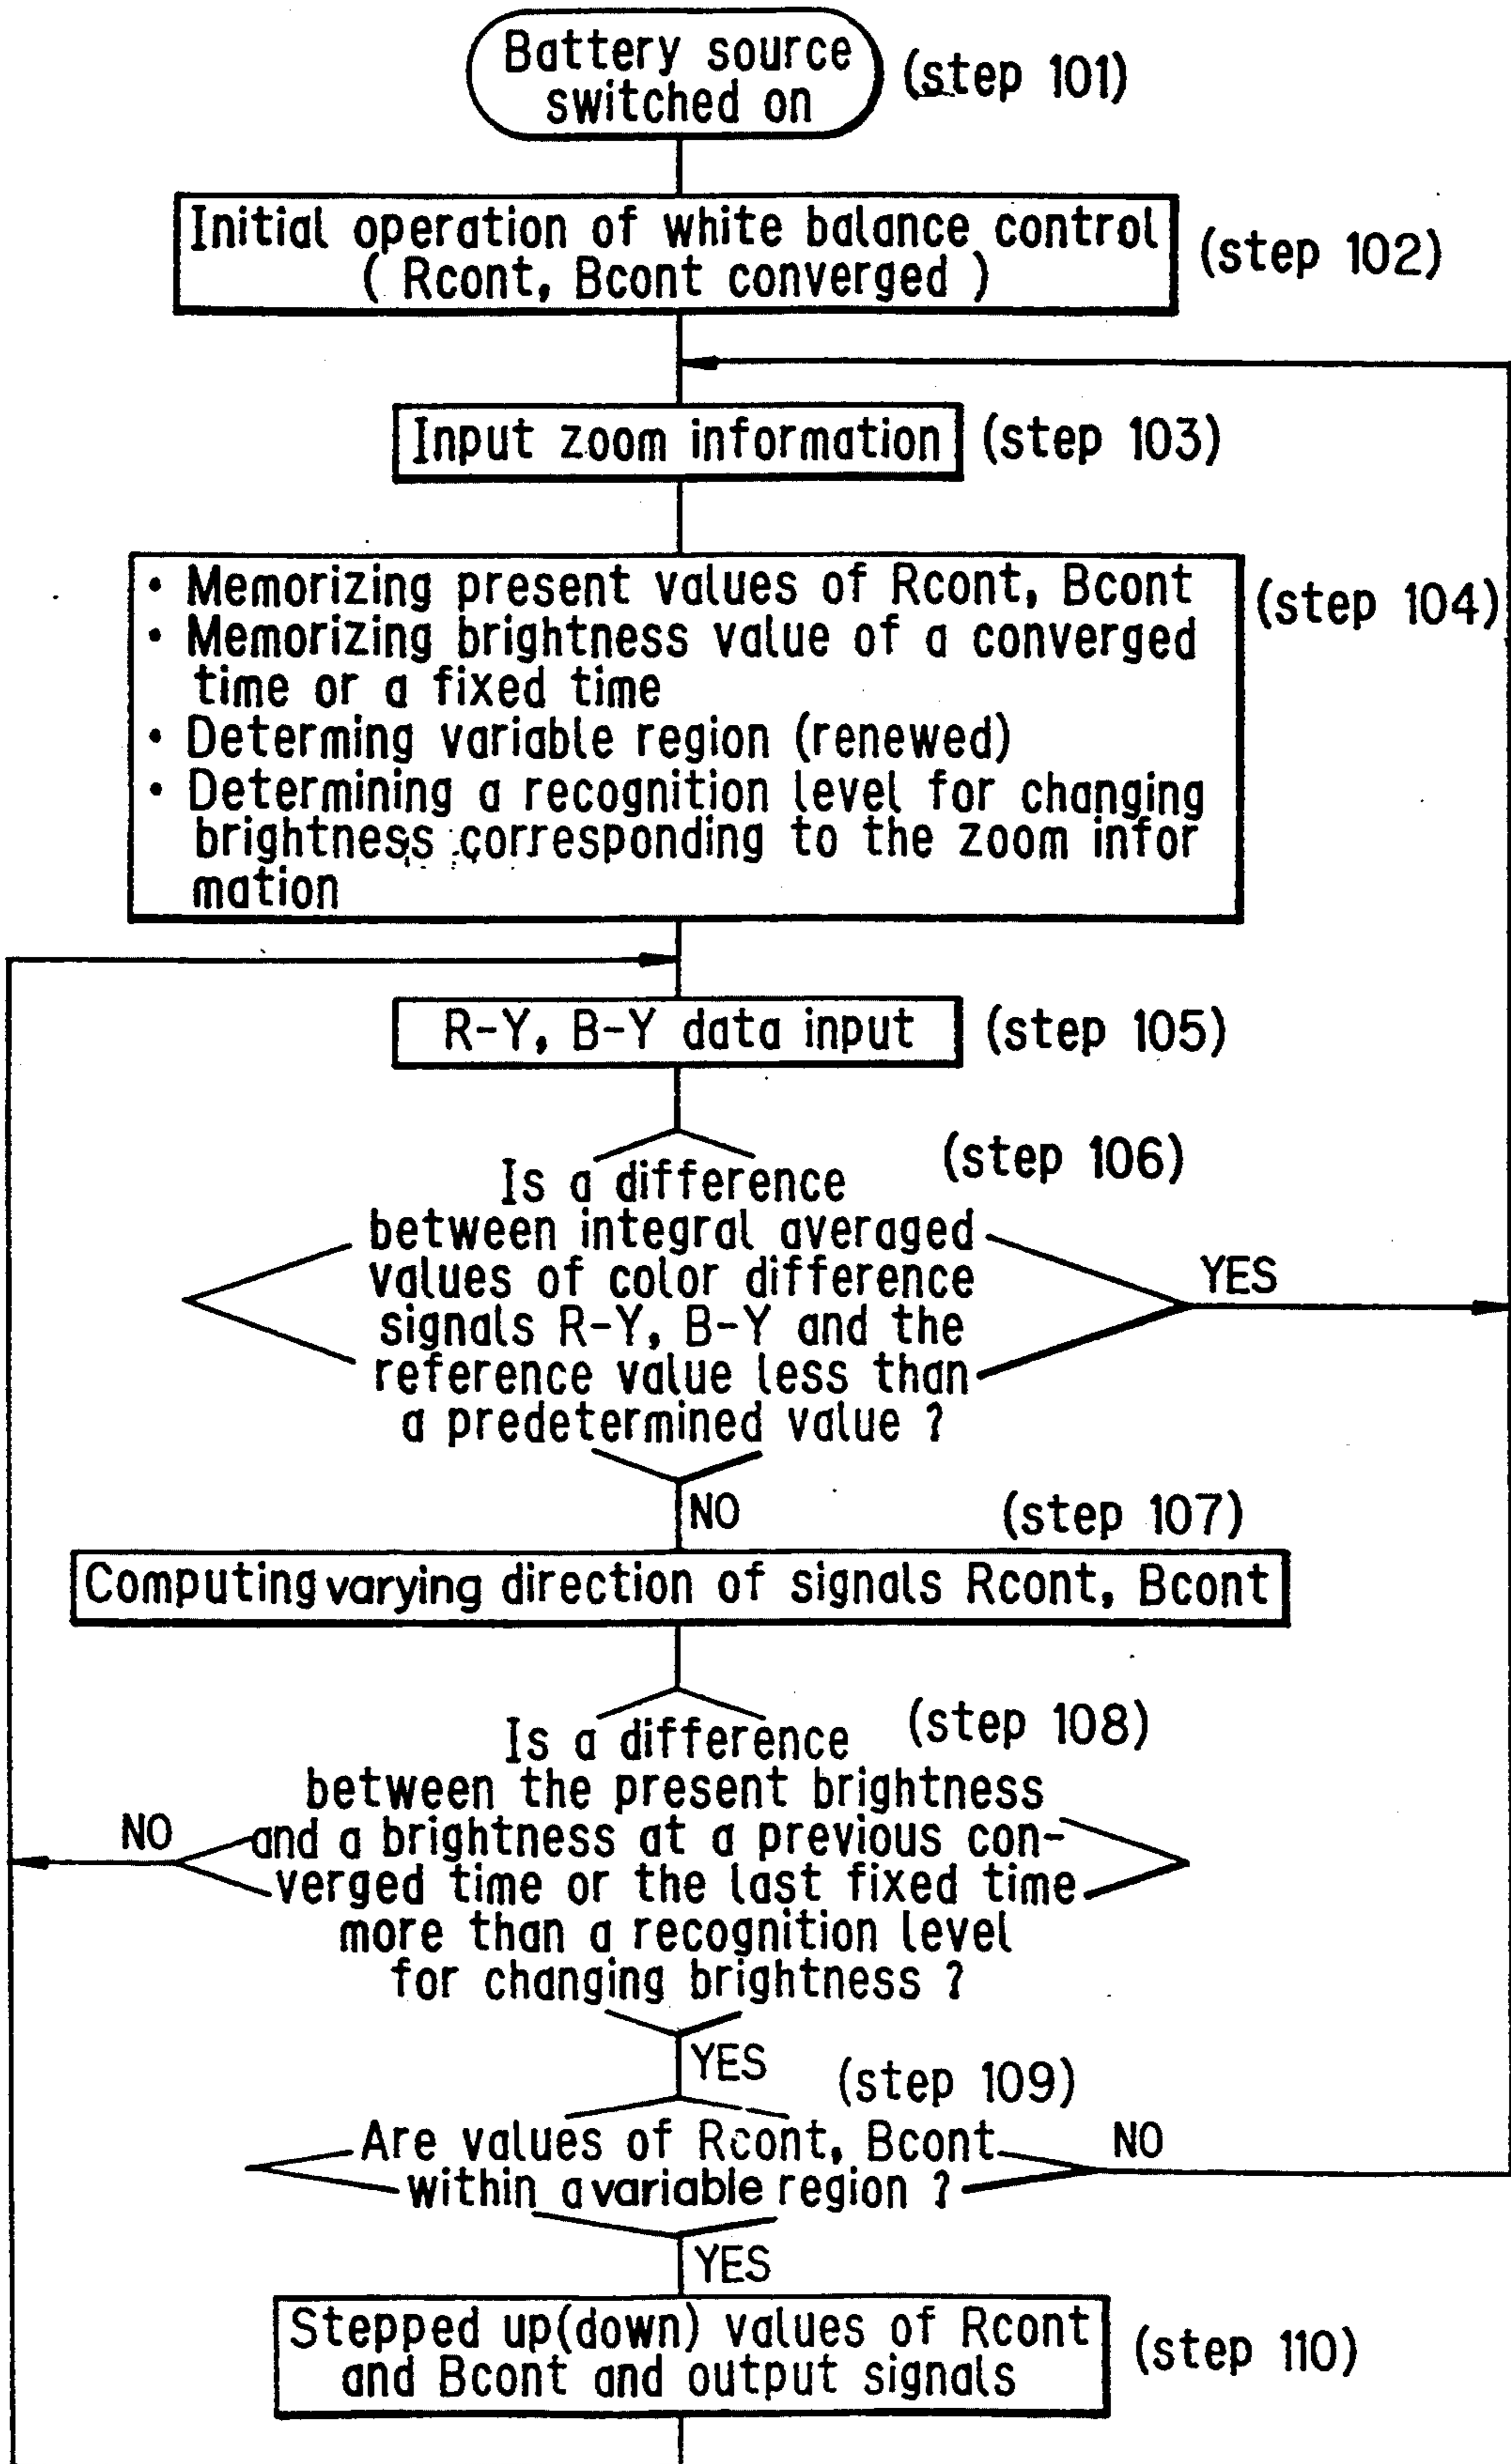 Battery source
switched on
(step 101)
Initial operation of white balance control
( Rcont, Bcont converged )
(step 102)
Input zoom information
(step 103)
• Memorizing present values of Rcont, Bcont
• Memorizing brightness value of a converged
time or a fixed time
• Determing variable region (renewed)
• Determining a recognition level for changing
brightness corresponding to the zoom infor
mation
(step 104)
R-Y, B-Y data input
(step 105)
(step 106)
Is a difference
between integral averaged
values of color difference
signals R-Y, B-Y and the
reference value less than
a predetermined value ?
YES
NO
(step 107)
Computing varying direction of signals Rcont, Bcont
(step 108)
Is a difference
between the present brightness
and a brightness at a previous con-
verged time or the last fixed time
more than a recognition level
for changing brightness ?
NO
YES
(step 109)
Are values of Rcont, Bcont
within a variable region ?
NO
YES
Stepped up(down) values of Rcont
and Bcont and output signals
(step 110)